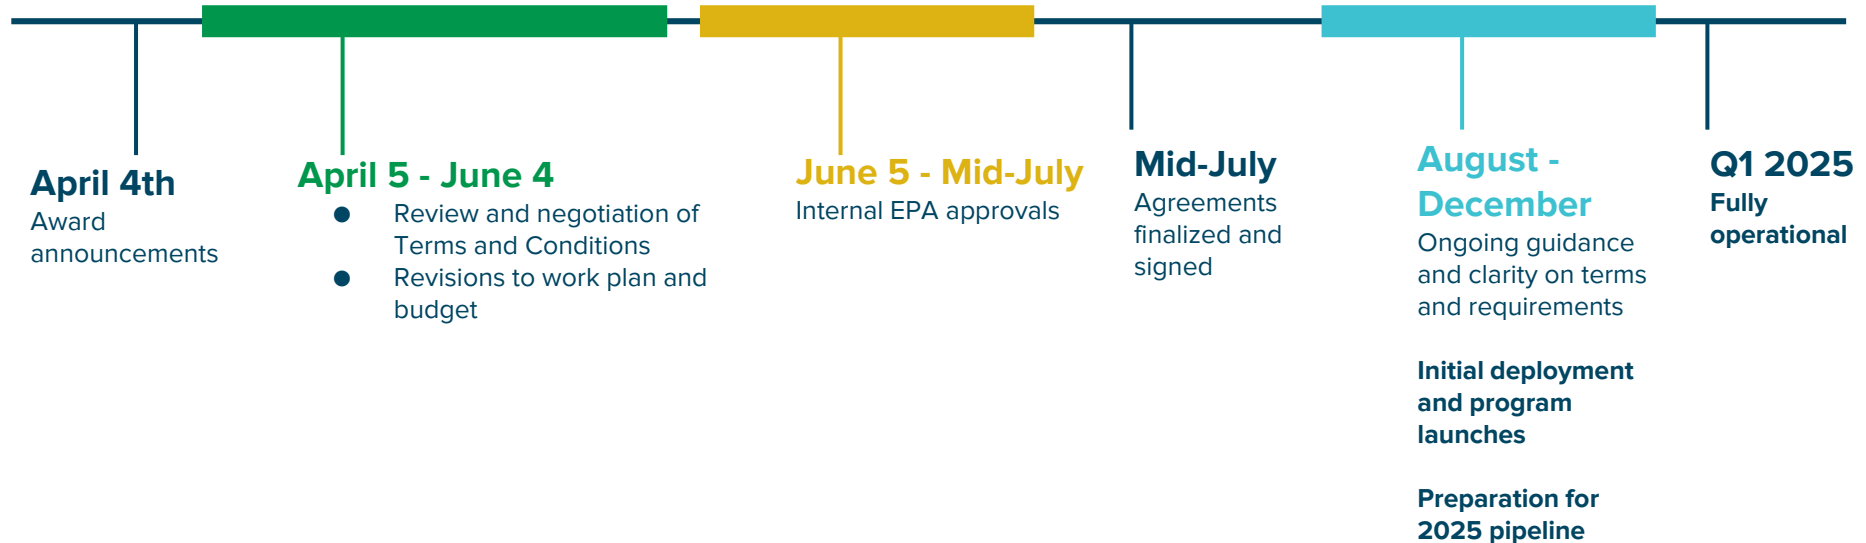 April 4th
Award
announcements
April 5 - June 4
● Review and negotiation of
Terms and Conditions
● Revisions to work plan and
budget
June 5 - Mid-July
Internal EPA approvals
Mid-July
Agreements
finalized and
signed
August -
December
Ongoing guidance
and clarity on terms
and requirements
Initial deployment
and program
launches
Preparation for
2025 pipeline
Q1 2025
Fully
operational